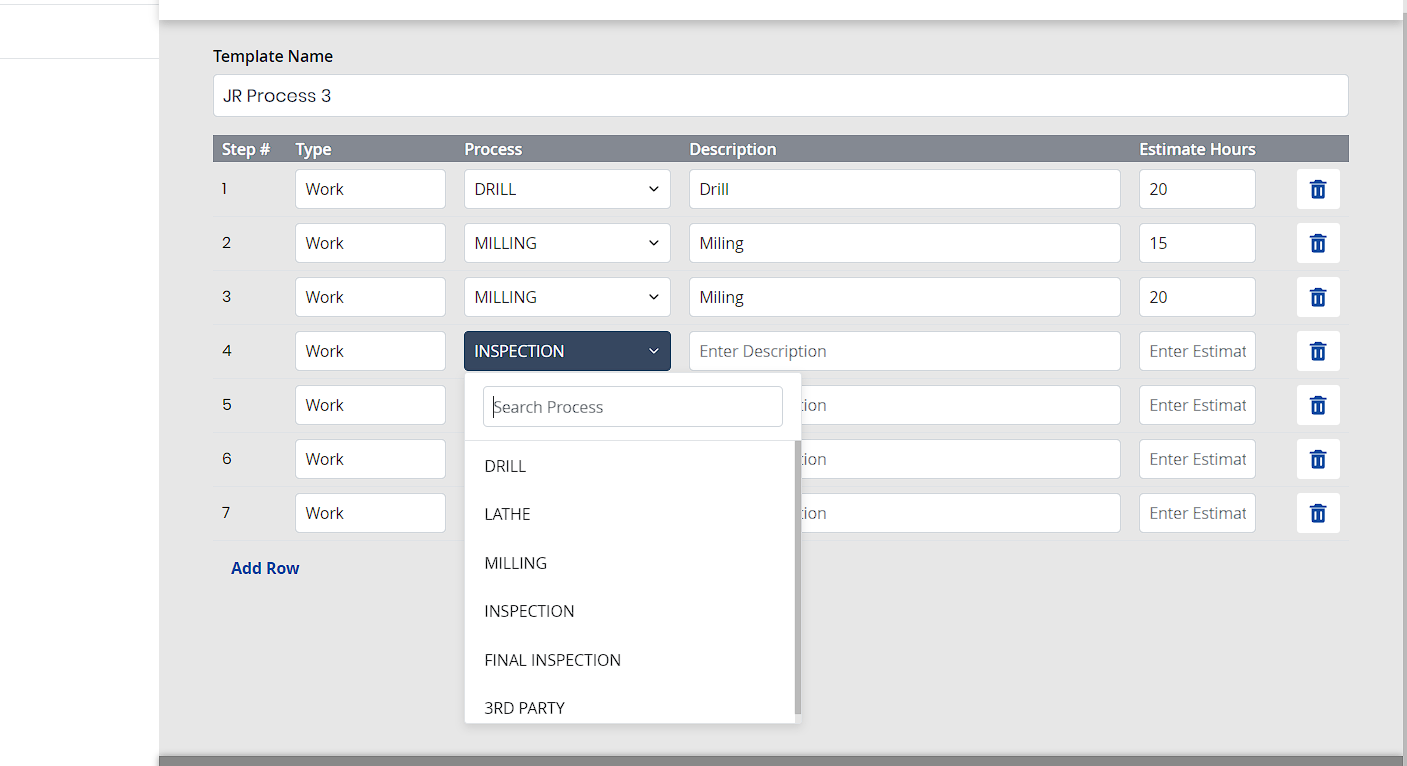 Template Name
JR Process 3
Step # Type Process Description Estimate Hours
1 Work DRILL Drill 20
2 Work MILLING Miling 15
3 Work MILLING Miling 20
4 Work INSPECTION Enter Description Enter Estimat
5 Work tion Enter Estimat
6 Work tion Enter Estimat
7 Work tion Enter Estimat
Search Process
DRILL
LATHE
MILLING
INSPECTION
FINAL INSPECTION
3RD PARTY
Add Row